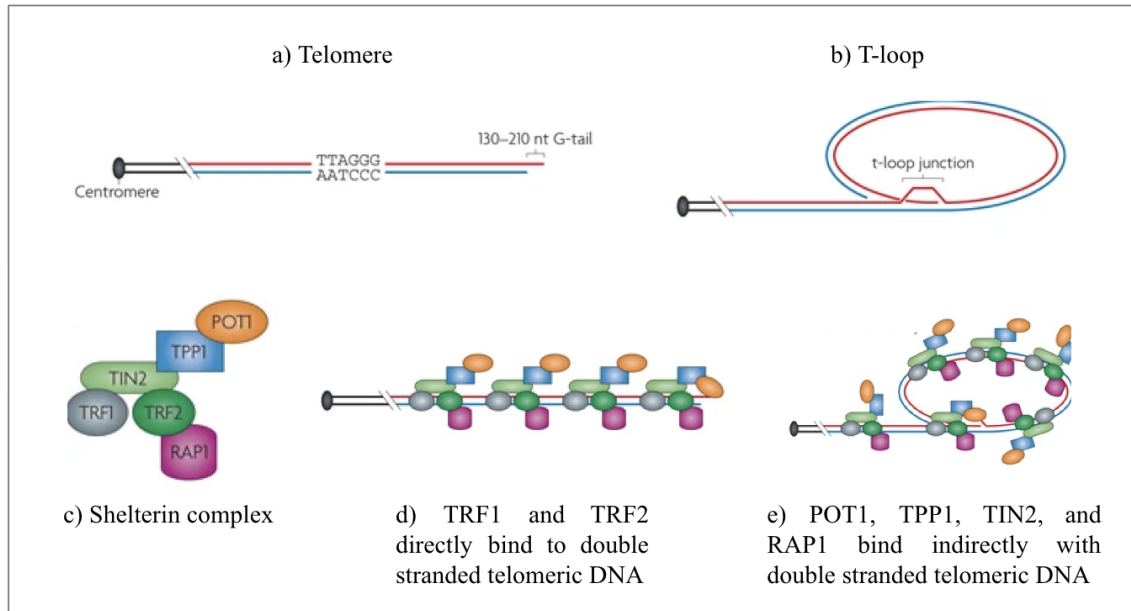 a) Telomere
b) T-loop
130–210 nt G-tail
TTAGGG
AATCCC
Centromere
t-loop junction
POT1
TPP1
TIN2
TRF1
TRF2
RAP1
c) Shelterin complex
d) TRF1 and TRF2
directly bind to double
stranded telomeric DNA
e) POT1, TPP1, TIN2, and
RAP1 bind indirectly with
double stranded telomeric DNA